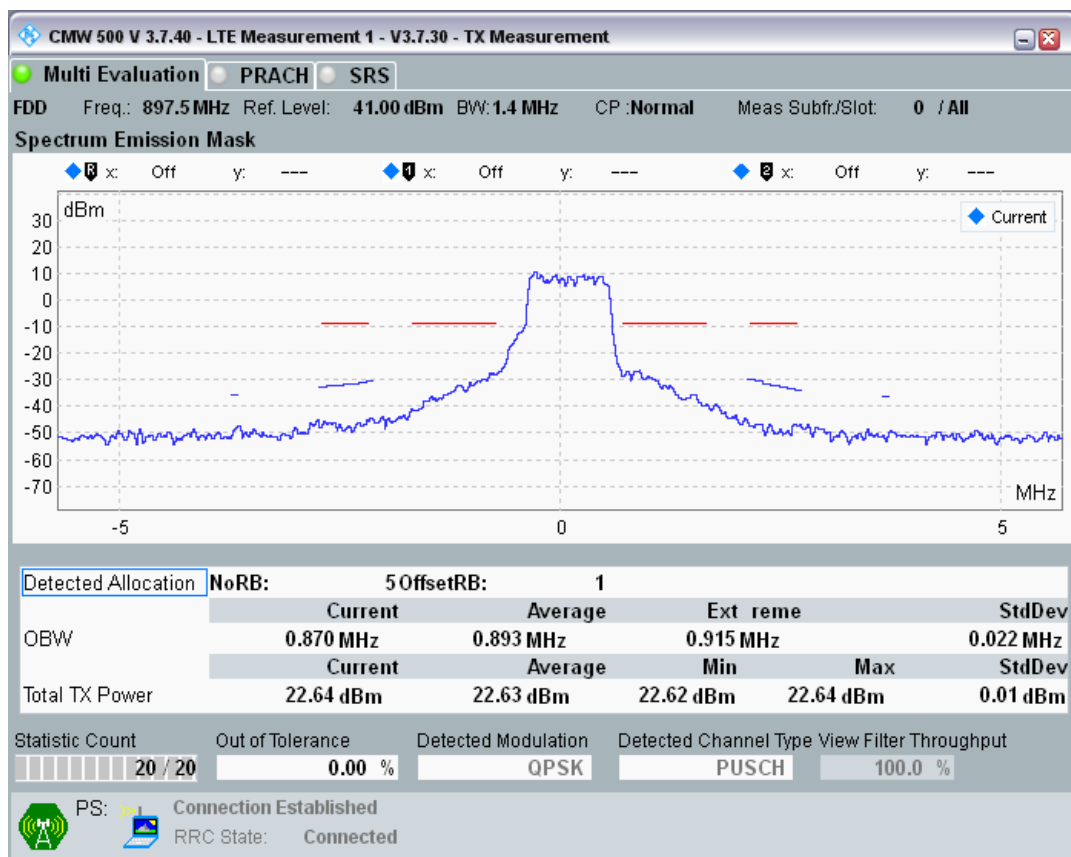 CMW 500 V 3.7.40 - LTE Measurement 1 - V3.7.30 - TX Measurement
Multi Evaluation PRACH SRS
FDD Freq.: 897.5 MHz Ref. Level: 41.00 dBm BW: 1.4 MHz CP :Normal Meas Subfr./Slot: 0 / All
Spectrum Emission Mask
R x: Off y: --- 1 x: Off y: --- 2 x: Off y: ---
dBm
Current
30
20
10
0
-10
-20
-30
-40
-50
-60
-70
MHz
-5 0 5
Detected Allocation NoRB: 5 OffsetRB: 1
Current Average Ext reme StdDev
OBW 0.870 MHz 0.893 MHz 0.915 MHz 0.022 MHz
Current Average Min Max StdDev
Total TX Power 22.64 dBm 22.63 dBm 22.62 dBm 22.64 dBm 0.01 dBm
Statistic Count Out of Tolerance Detected Modulation Detected Channel Type View Filter Throughput
20 / 20 0.00 % QPSK PUSCH 100.0 %
PS: Connection Established
RRC State: Connected